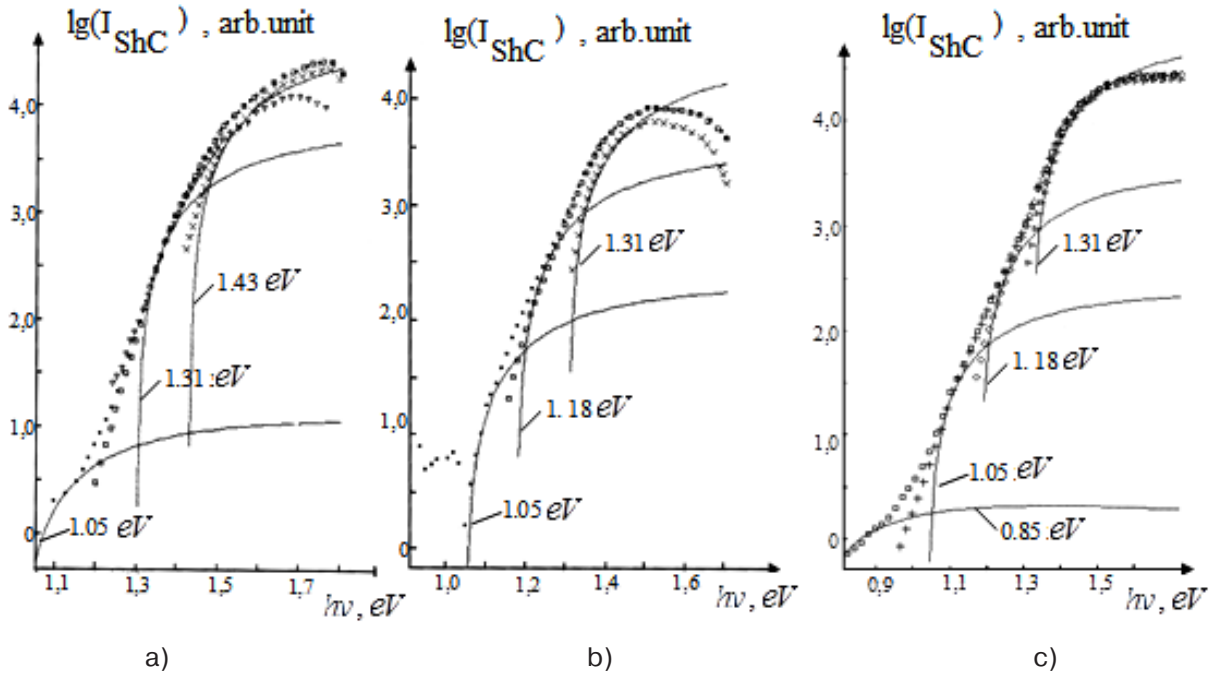 lg(I ShC ) , arb.unit
4,0
3,0
2,0
1,0
0
1.43 eV
1.31 eV
1.05 eV
1,1
1,3
1,5
1,7
hν, eV
a)
lg(I ShC ) , arb.unit
4,0
3,0
2,0
1,0
0
1.31 eV
1.18 eV
1.05 eV
1,0
1,2
1,4
1,6
hν, eV
b)
lg(I ShC ) , arb.unit
4,0
3,0
2,0
1,0
0
1.31 eV
1.18 eV
1.05 .eV
0.85.eV
0,9
1,1
1,3
1,5
hν, eV
c)